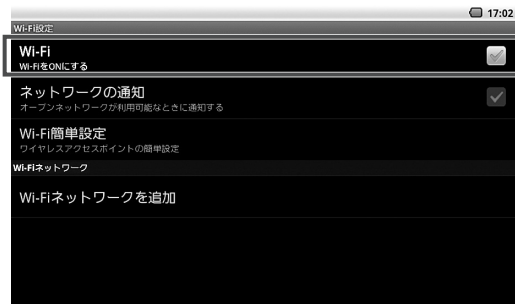 17:02
Wi-Fi設定
Wi-Fi
Wi-FiをONにする
ネットワークの通知
オープンネットワークが利用可能なときに通知する
Wi-Fi簡単設定
ワイヤレスアクセスポイントの簡単設定
Wi-Fiネットワーク
Wi-Fiネットワークを追加